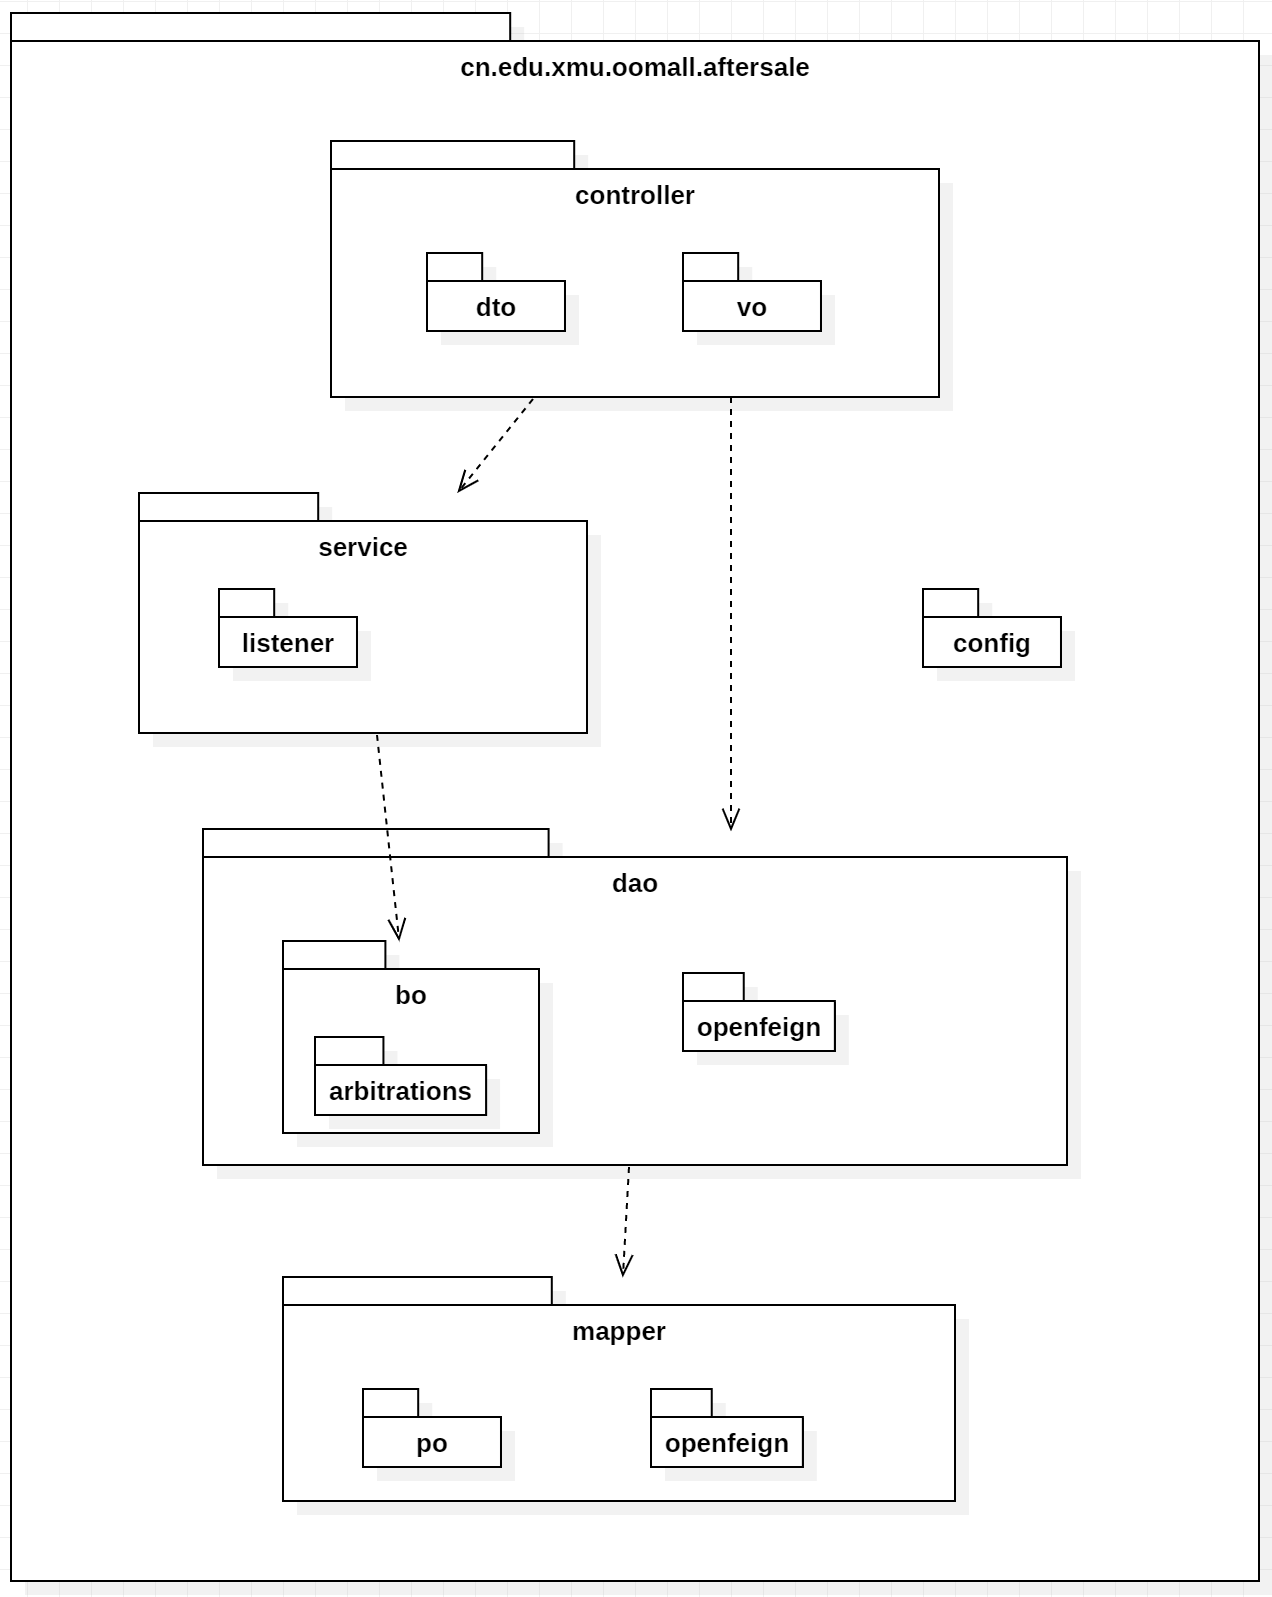 cn.edu.xmu.oomall.aftersale
controller
dto
vo
service
listener
config
dao
bo
openfeign
arbitrations
mapper
po
openfeign